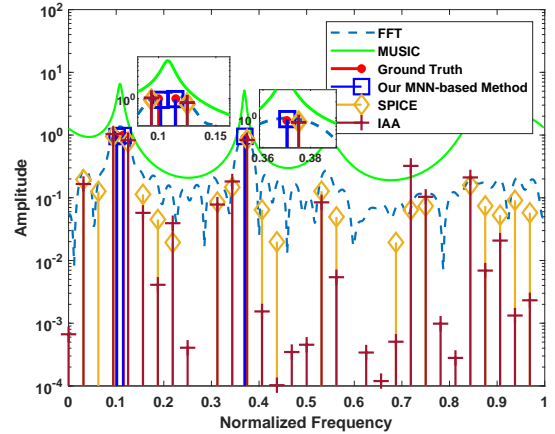 10^2
10^1
10^0
10^-1
10^-2
10^-3
10^-4
Amplitude
0 0.1 0.2 0.3 0.4 0.5 0.6 0.7 0.8 0.9 1
Normalized Frequency
10^0
0.1 0.15
10^0
0.36 0.38
FFT
MUSIC
Ground Truth
Our MNN-based Method
SPICE
IAA